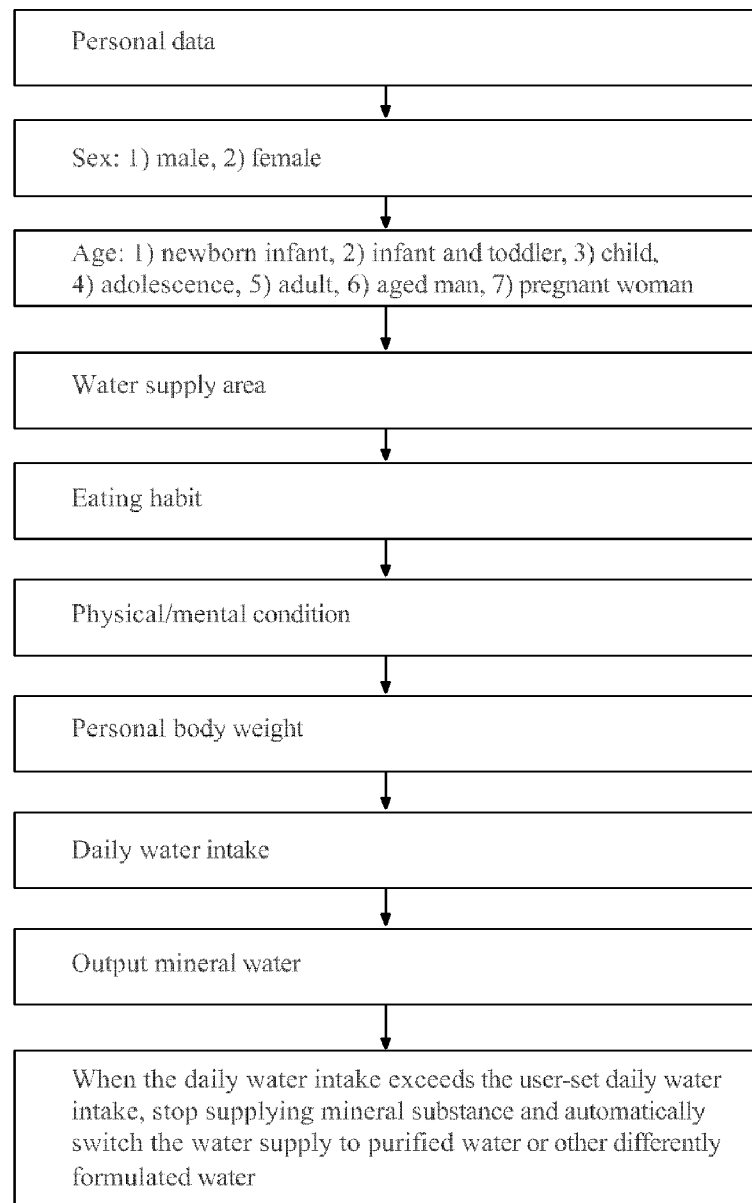 Personal data
Sex: 1) male, 2) female
Age: 1) newborn infant, 2) infant and toddler, 3) child,
4) adolescence, 5) adult, 6) aged man, 7) pregnant woman
Water supply area
Eating habit
Physical/mental condition
Personal body weight
Daily water intake
Output mineral water
When the daily water intake exceeds the user-set daily water
intake, stop supplying mineral substance and automatically
switch the water supply to purified water or other differently
formulated water